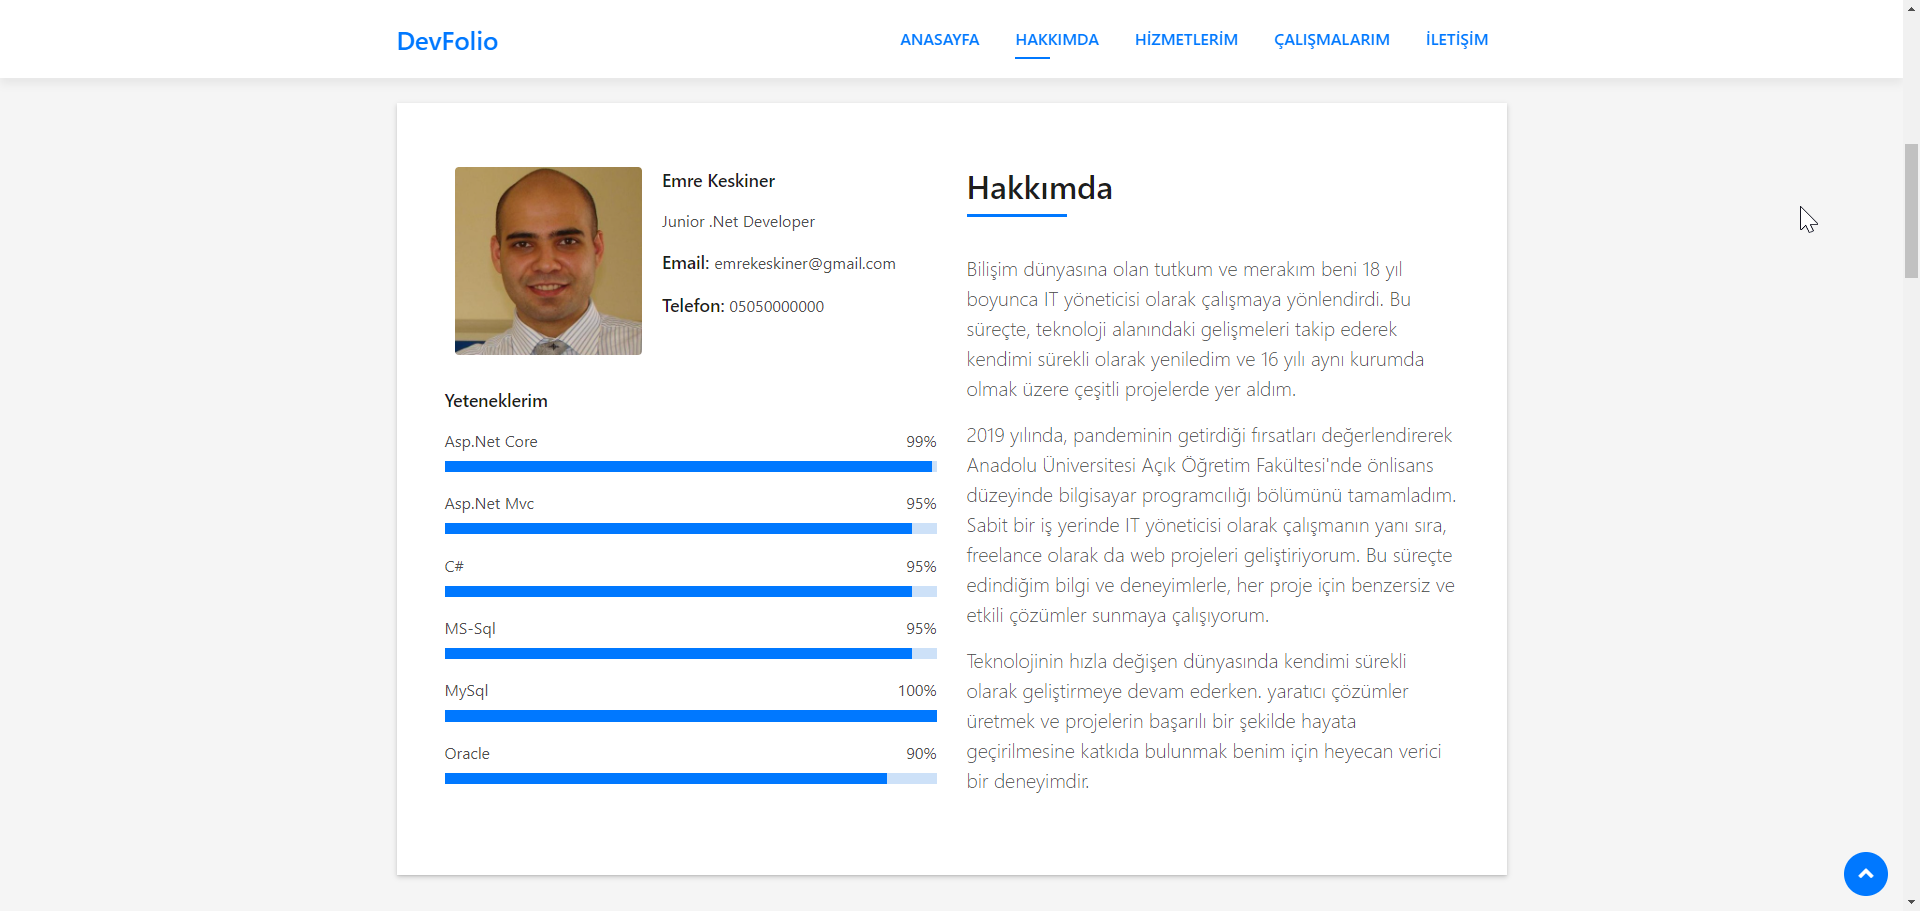 DevFolio
ANASAYFA HAKKIMDA HİZMETLERİM ÇALIŞMALARIM İLETİŞİM
Emre Keskiner
Junior .Net Developer
Email: emrekeskiner@gmail.com
Telefon: 05050000000
Yeteneklerim
Asp.Net Core 99%
Asp.Net Mvc 95%
C# 95%
MS-Sql 95%
MySql 100%
Oracle 90%
Hakkımda
Bilişim dünyasına olan tutkum ve merakım beni 18 yıl
boyunca IT yöneticisi olarak çalışmaya yönlendirdi. Bu
süreçte, teknoloji alanındaki gelişmeleri takip ederek
kendimi sürekli olarak yeniledim ve 16 yılı aynı kurumda
olmak üzere çeşitli projelerde yer aldım.
2019 yılında, pandeminin getirdiği fırsatları değerlendirerek
Anadolu Üniversitesi Açık Öğretim Fakültesi'nde önlisans
düzeyinde bilgisayar programcılığı bölümünü tamamladım.
Sabit bir iş yerinde IT yöneticisi olarak çalışmanın yanı sıra,
freelance olarak da web projeleri geliştiriyorum. Bu süreçte
edindiğim bilgi ve deneyimlerle, her proje için benzersiz ve
etkili çözümler sunmaya çalışıyorum.
Teknolojinin hızla değişen dünyasında kendimi sürekli
olarak geliştirmeye devam ederken. yaratıcı çözümler
üretmek ve projelerin başarılı bir şekilde hayata
geçirilmesine katkıda bulunmak benim için heyecan verici
bir deneyimdir.